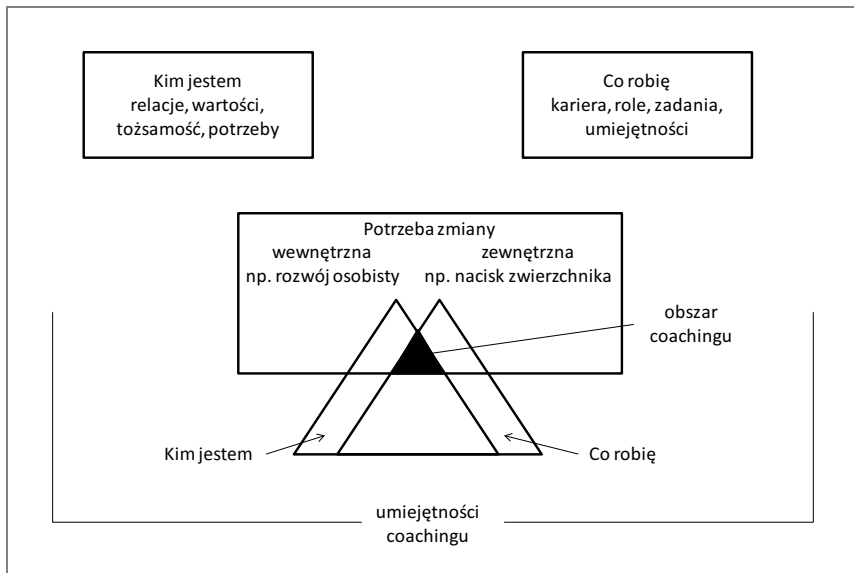 Kim jestem
relacje, wartości,
tożsamość, potrzeby
Co robię
kariera, role, zadania,
umiejętności
Potrzeba zmiany
wewnętrzna
np. rozwój osobisty
zewnętrzna
np. nacisk zwierzchnika
obszar
coachingu
Kim jestem
Co robię
umiejętności
coachingu